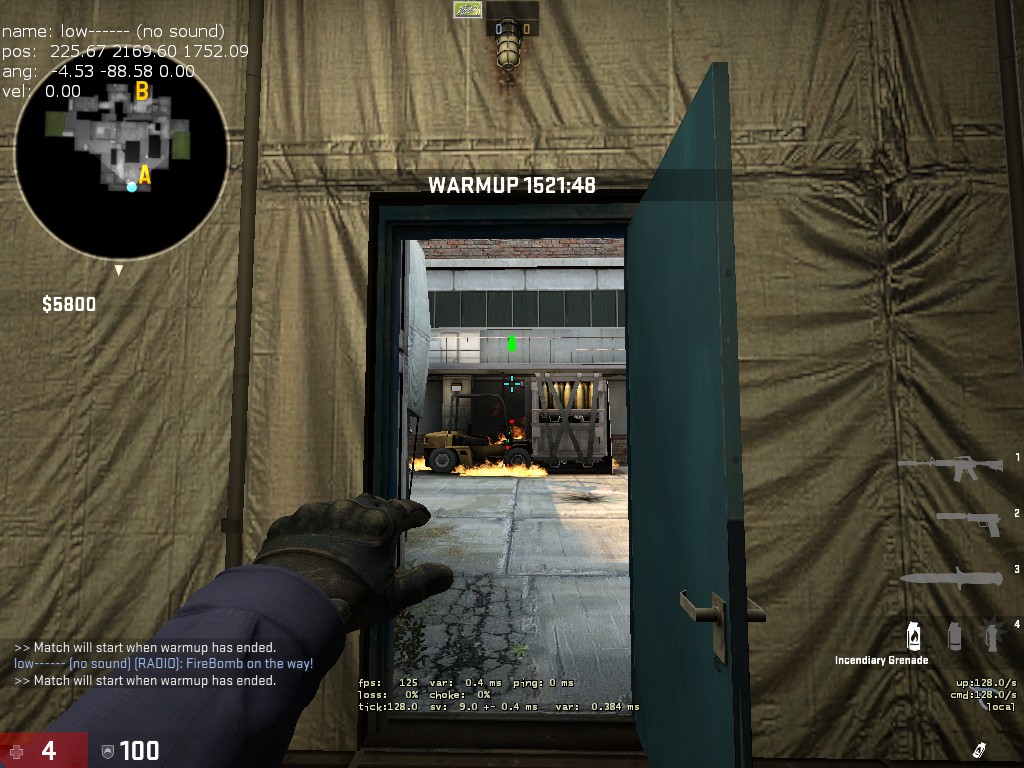 name: low------ (no sound)
pos: 225.67 2169.60 1752.09
ang: -4.53 -88.58 0.00
vel: 0.00
0 0
B
A
WARMUP 1521:48
$5800
1
2
3
4
Incendiary Grenade
>> Match will start when warmup has ended.
low------ (no sound) (RADIO): FireBomb on the way!
>> Match will start when warmup has ended.
fps: 125 var: 0.4 ms ping: 0 ms
loss: 0% choke: 0%
tick:128.0 sv: 9.0 +- 0.4 ms var: 0.384 ms
up:128.0/s
cmd:128.0/s
local
4 100